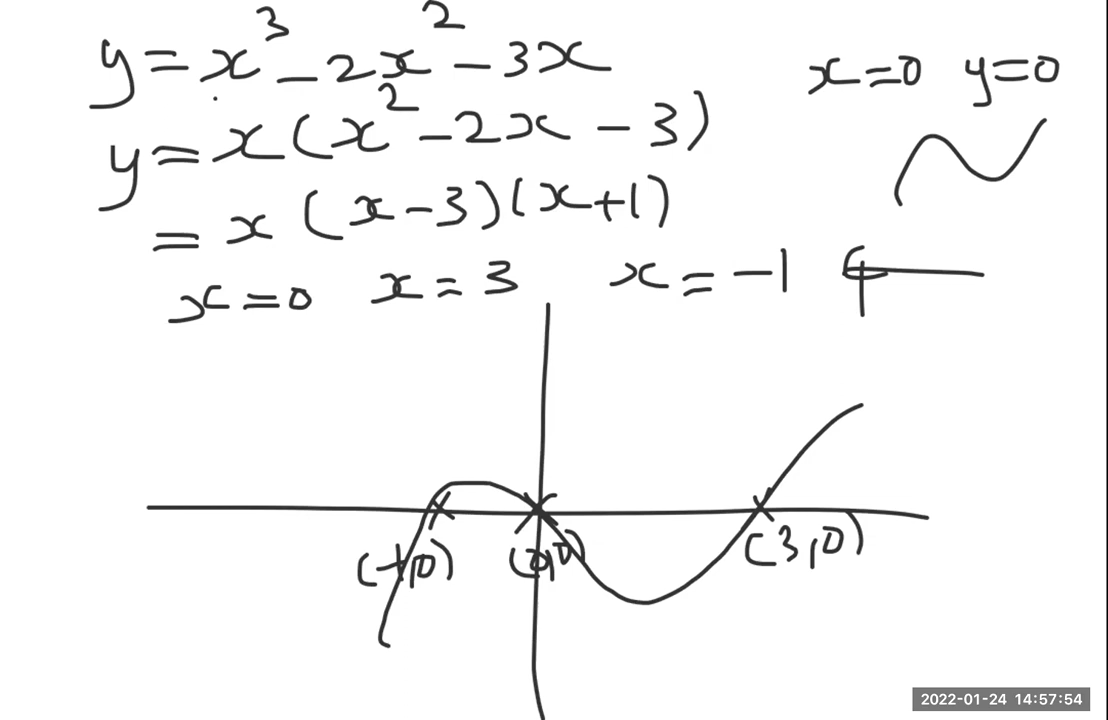 y = x³ - 2x² - 3x
x=0 y=0
y = x(x² - 2x - 3)
= x (x-3)(x+1)
x=0 x=3 x=-1
(-1,0) (0,0) (3,0)
2022-01-24 14:57:54